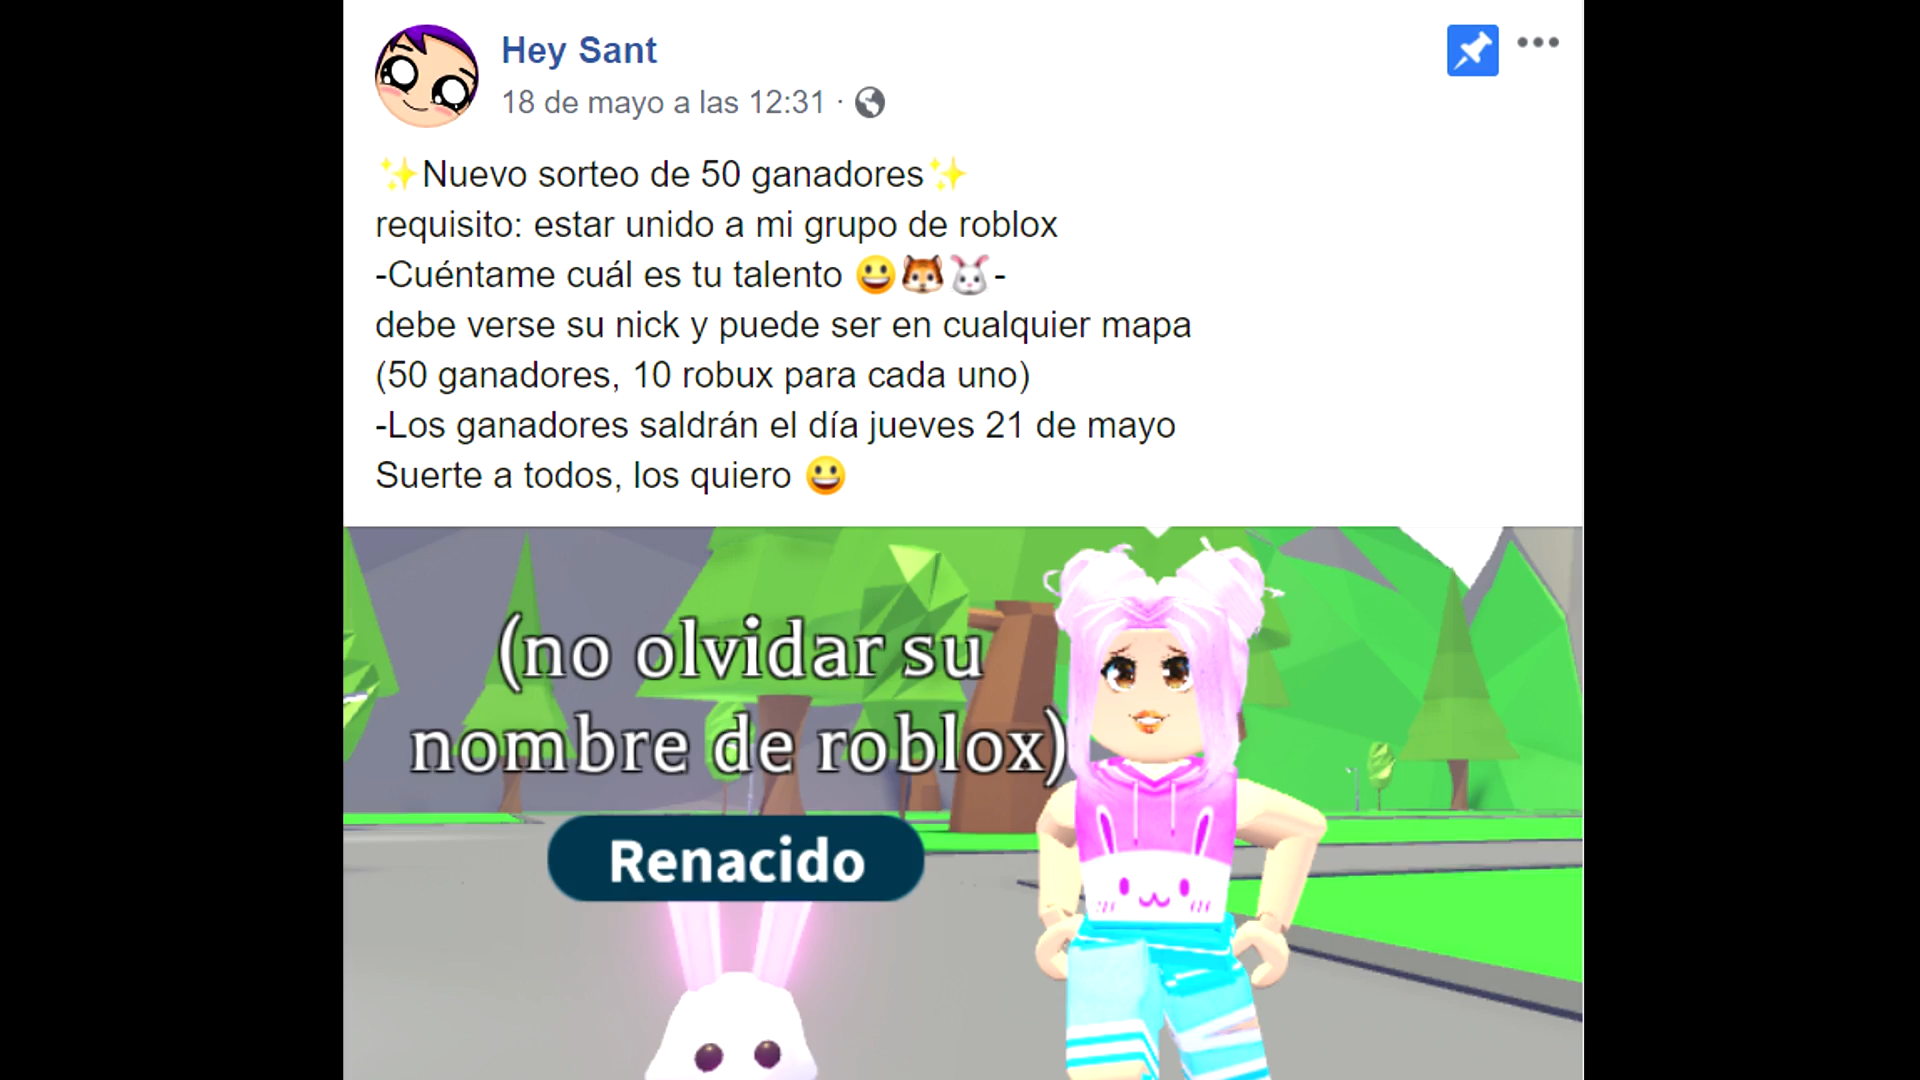 Hey Sant
18 de mayo a las 12:31 ·
✨Nuevo sorteo de 50 ganadores✨
requisito: estar unido a mi grupo de roblox
-Cuéntame cuál es tu talento 😀🐯🐰-
debe verse su nick y puede ser en cualquier mapa
(50 ganadores, 10 robux para cada uno)
-Los ganadores saldrán el día jueves 21 de mayo
Suerte a todos, los quiero 😀
(no olvidar su
nombre de roblox)
Renacido